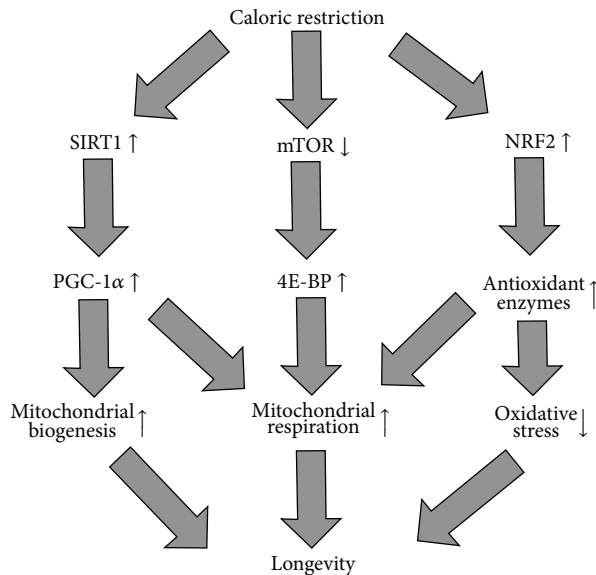 Caloric restriction
SIRT1 ↑
mTOR ↓
NRF2 ↑
PGC-1α ↑
4E-BP ↑
Antioxidant
enzymes ↑
Mitochondrial
biogenesis ↑
Mitochondrial
respiration ↑
Oxidative
stress ↓
Longevity